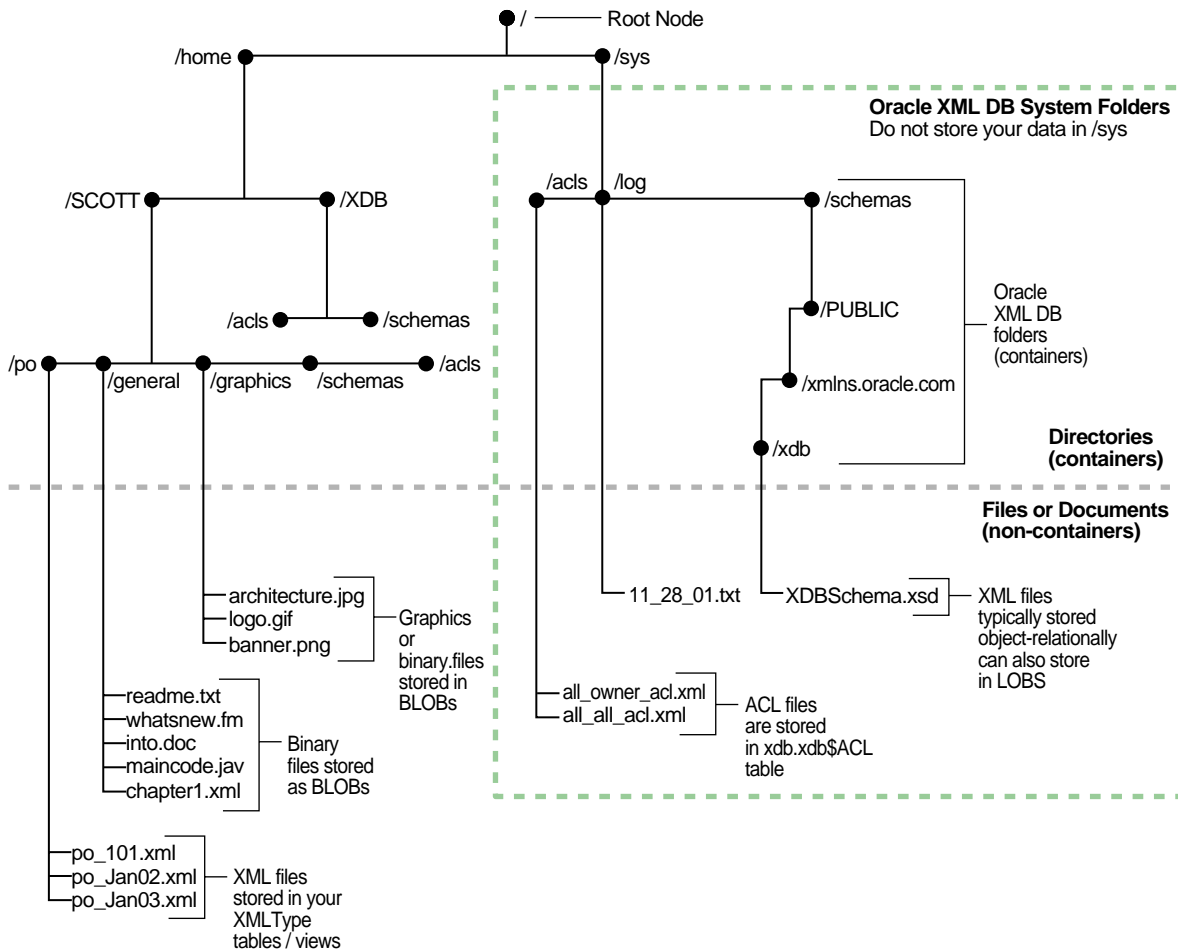 /
Root Node
/home
/sys
Oracle XML DB System Folders
Do not store your data in /sys
/acls
/log
/SCOTT
/XDB
/schemas
/PUBLIC
Oracle
XML DB
folders
(containers)
/acls
/schemas
/po
/general
/graphics
/schemas
/acls
/xmlns.oracle.com
/xdb
Directories
(containers)
Files or Documents
(non-containers)
architecture.jpg
logo.gif
banner.png
Graphics
or
binary.files
stored in
BLOBs
11_28_01.txt
XDBSchema.xsd
XML files
typically stored
object-relationally
can also store
in LOBS
readme.txt
whatsnew.fm
into.doc
maincode.jav
chapter1.xml
Binary
files stored
as BLOBs
all_owner_acl.xml
all_all_acl.xml
ACL files
are stored
in xdb.xdb$ACL
table
po_101.xml
po_Jan02.xml
po_Jan03.xml
XML files
stored in your
XMLType
tables / views